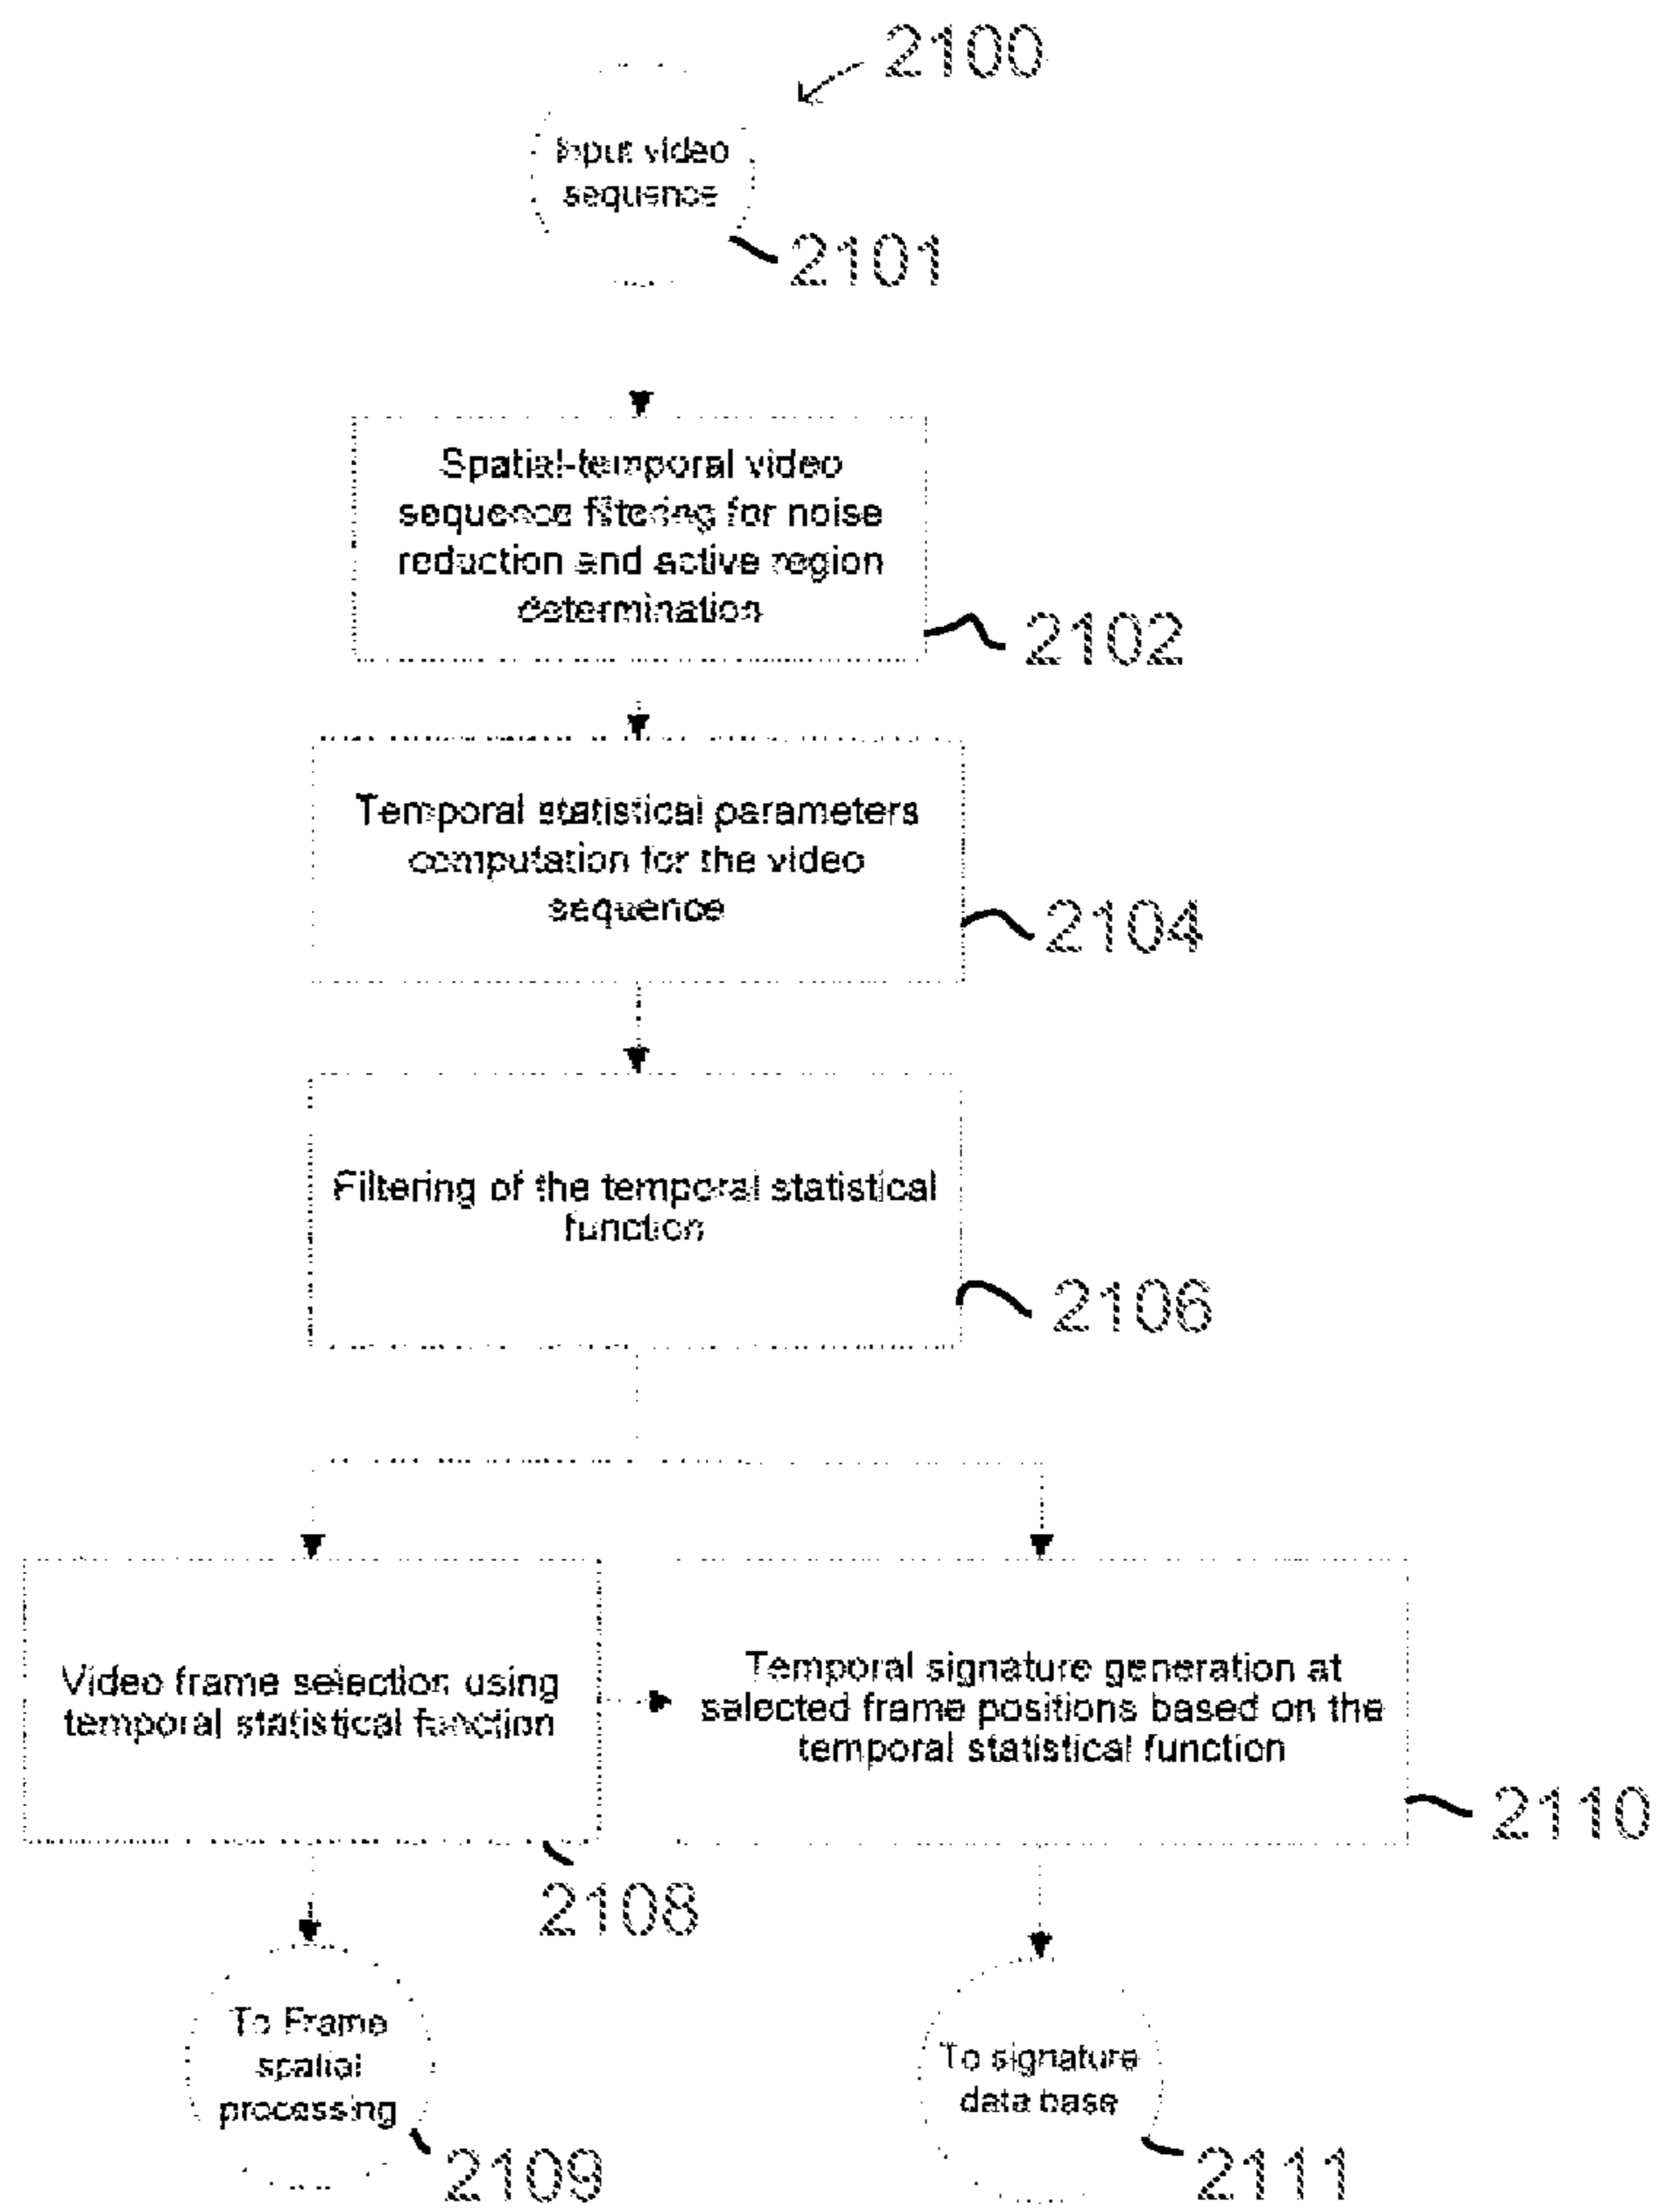 2100
Input video
sequence
2101
Spatial-temporal video
sequence filtering for noise
reduction and active region
determination
2102
Temporal statistical parameters
computation for the video
sequence
2104
Filtering of the temporal statistical
function
2106
Video frame selection using
temporal statistical function
2108
Temporal signature generation at
selected frame positions based on the
temporal statistical function
2110
To Frame
spatial
processing
2109
To signature
data base
2111